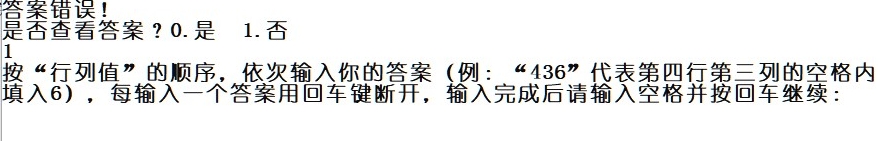 答案错误!
是否查看答案?0.是 1.否
1
按“行列值”的顺序，依次输入你的答案（例：“436”代表第四行第三列的空格内
填入6），每输入一个答案用回车键断开，输入完成后请输入空格并按回车继续：